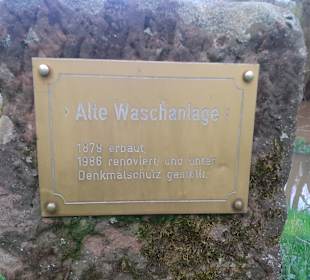 Alte Waschanlage
1879 erbaut,
1986 renoviert und unter
Denkmalschutz gestellt.